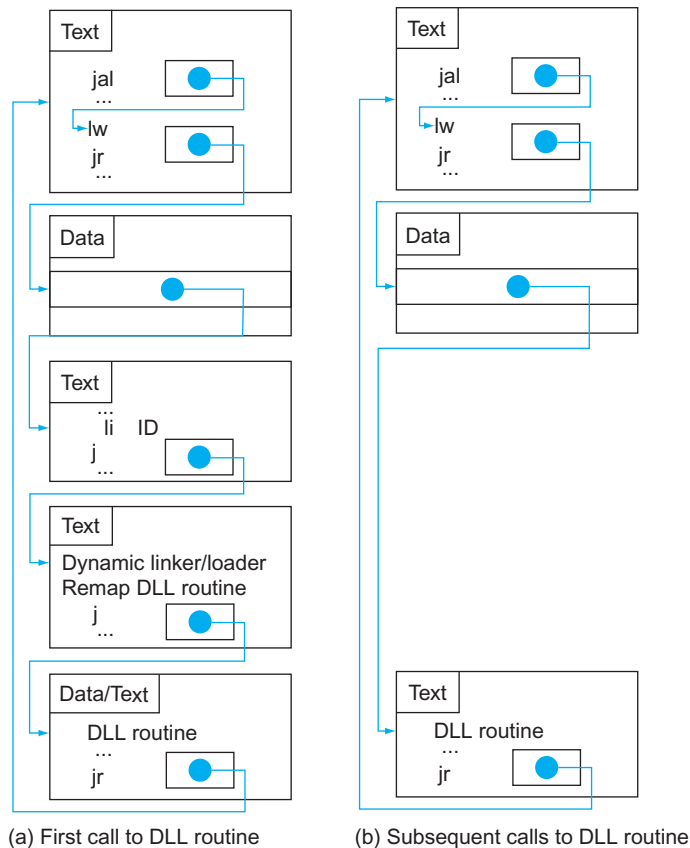 Text
jal
...
lw
jr
...
Data
Text
...
li ID
j
...
Text
Dynamic linker/loader
Remap DLL routine
j
...
Data/Text
DLL routine
...
jr
(a) First call to DLL routine
Text
jal
...
lw
jr
...
Data
Text
DLL routine
...
jr
(b) Subsequent calls to DLL routine